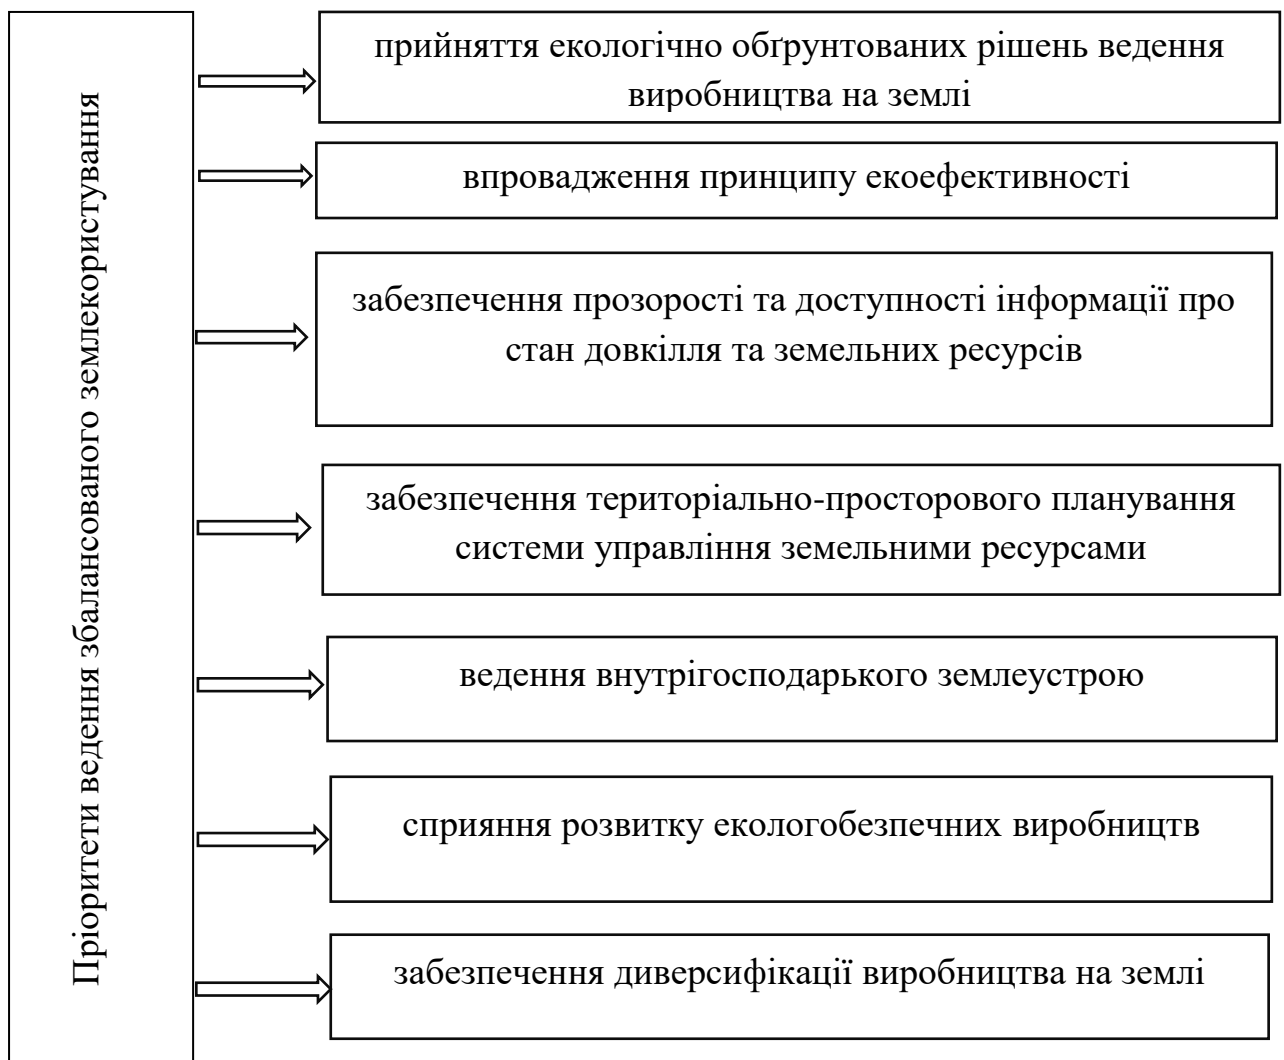 Пріоритети ведення збалансованого землекористування
прийняття екологічно обґрунтованих рішень ведення
виробництва на землі
впровадження принципу екоефективності
забезпечення прозорості та доступності інформації про
стан довкілля та земельних ресурсів
забезпечення територіально-просторового планування
системи управління земельними ресурсами
ведення внутрігосподарького землеустрою
сприяння розвитку екологобезпечних виробництв
забезпечення диверсифікації виробництва на землі